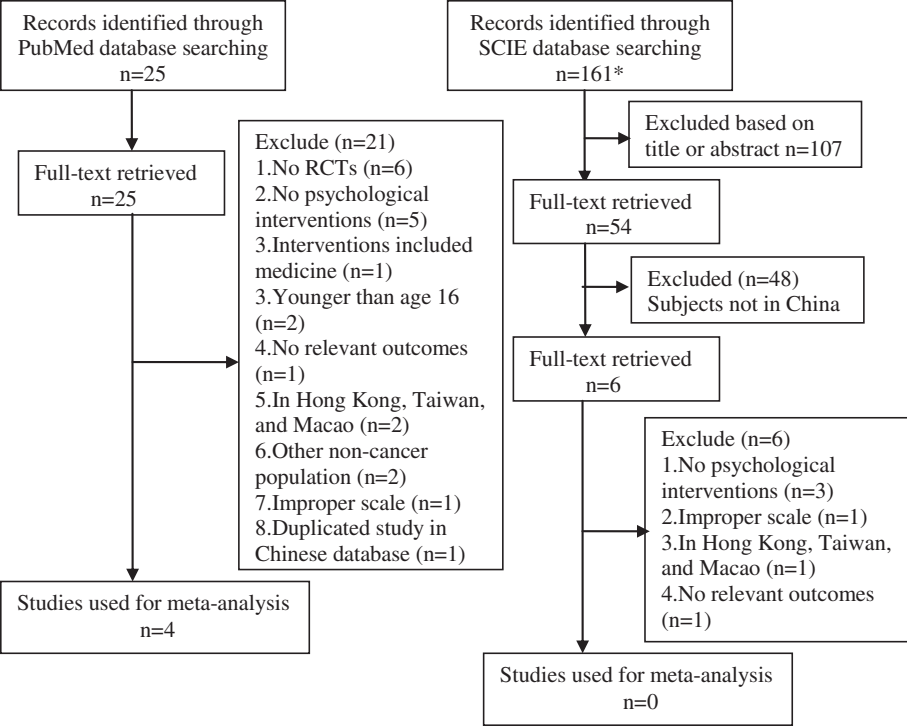 Records identified through
PubMed database searching
n=25
Full-text retrieved
n=25
Exclude (n=21)
1.No RCTs (n=6)
2.No psychological
interventions (n=5)
3.Interventions included
medicine (n=1)
3.Younger than age 16
(n=2)
4.No relevant outcomes
(n=1)
5.In Hong Kong, Taiwan,
and Macao (n=2)
6.Other non-cancer
population (n=2)
7.Improper scale (n=1)
8.Duplicated study in
Chinese database (n=1)
Studies used for meta-analysis
n=4
Records identified through
SCIE database searching
n=161*
Excluded based on
title or abstract n=107
Full-text retrieved
n=54
Excluded (n=48)
Subjects not in China
Full-text retrieved
n=6
Exclude (n=6)
1.No psychological
interventions (n=3)
2.Improper scale (n=1)
3.In Hong Kong, Taiwan,
and Macao (n=1)
4.No relevant outcomes
(n=1)
Studies used for meta-analysis
n=0